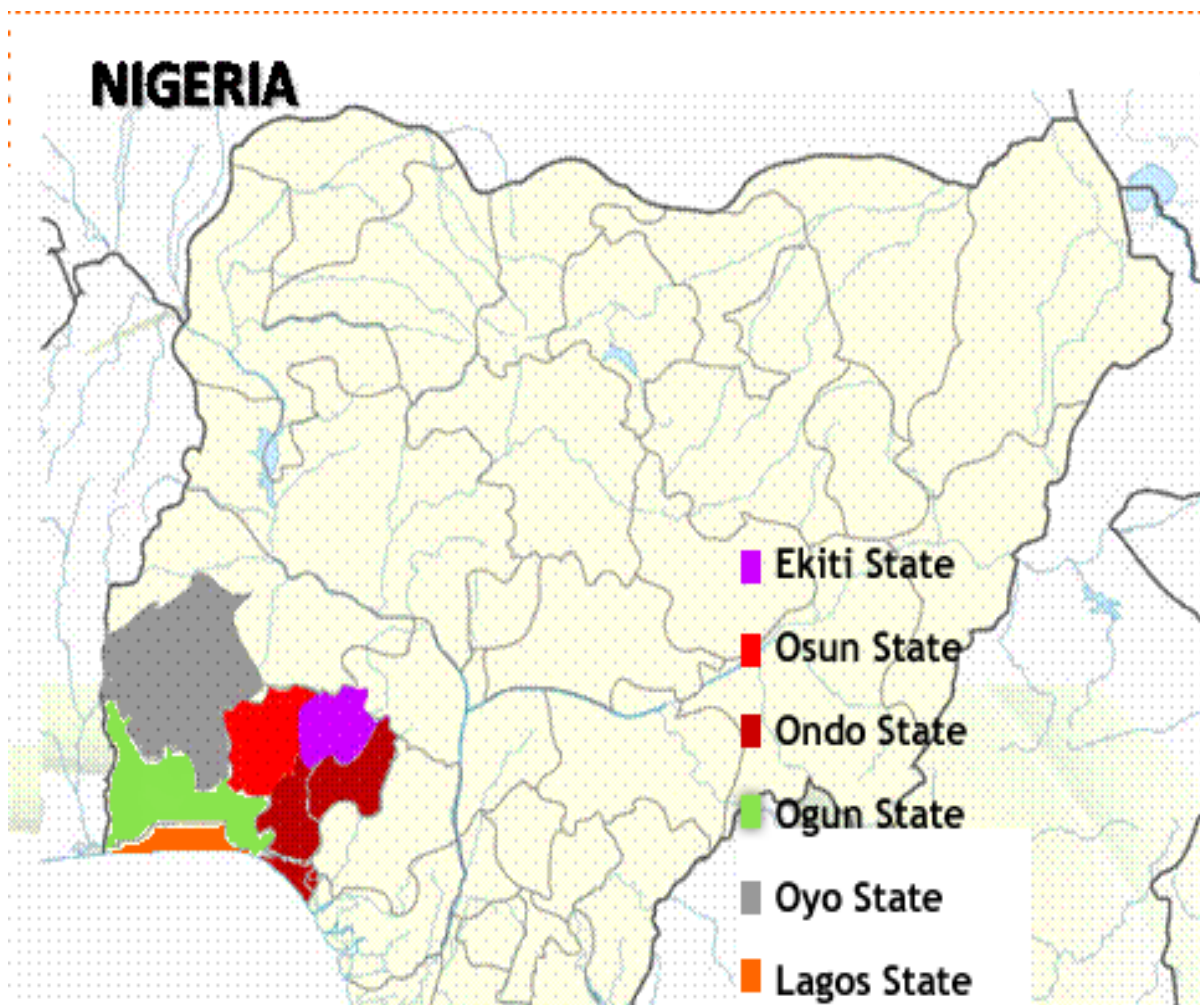 NIGERIA
Ekiti State
Osun State
Ondo State
Ogun State
Oyo State
Lagos State